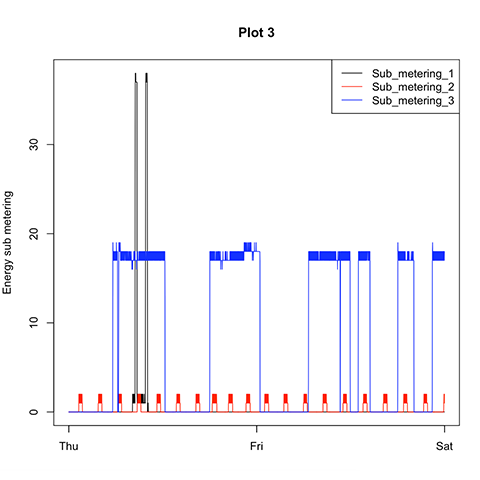 Plot 3
Sub_metering_1
Sub_metering_2
Sub_metering_3
Energy sub metering
30
20
10
0
Thu Fri Sat